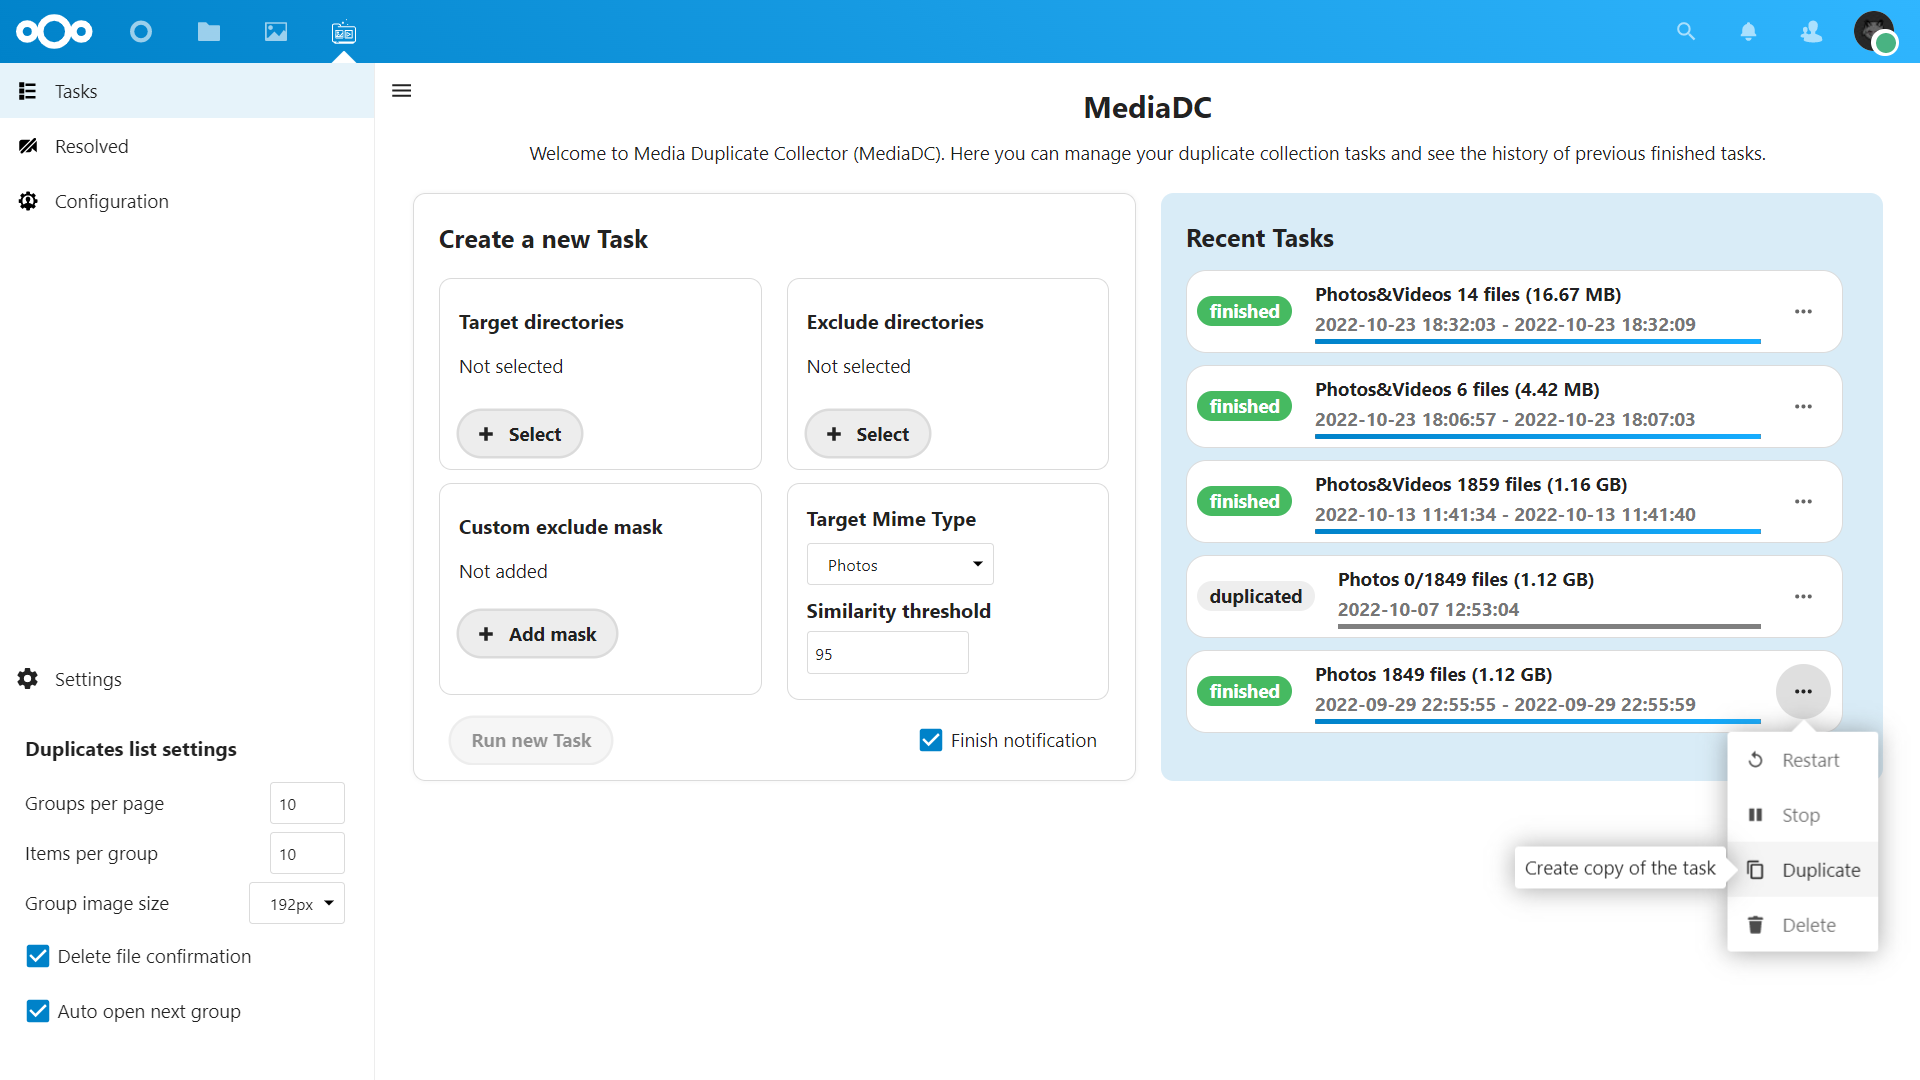 Tasks
Resolved
Configuration
Settings
Duplicates list settings
Groups per page 10
Items per group 10
Group image size 192px
Delete file confirmation
Auto open next group
MediaDC
Welcome to Media Duplicate Collector (MediaDC). Here you can manage your duplicate collection tasks and see the history of previous finished tasks.
Create a new Task
Target directories
Not selected
Select
Exclude directories
Not selected
Select
Custom exclude mask
Not added
Add mask
Target Mime Type
Photos
Similarity threshold
95
Run new Task
Finish notification
Recent Tasks
finished
Photos&Videos 14 files (16.67 MB)
2022-10-23 18:32:03 - 2022-10-23 18:32:09
finished
Photos&Videos 6 files (4.42 MB)
2022-10-23 18:06:57 - 2022-10-23 18:07:03
finished
Photos&Videos 1859 files (1.16 GB)
2022-10-13 11:41:34 - 2022-10-13 11:41:40
duplicated
Photos 0/1849 files (1.12 GB)
2022-10-07 12:53:04
finished
Photos 1849 files (1.12 GB)
2022-09-29 22:55:55 - 2022-09-29 22:55:59
Restart
Stop
Create copy of the task
Duplicate
Delete